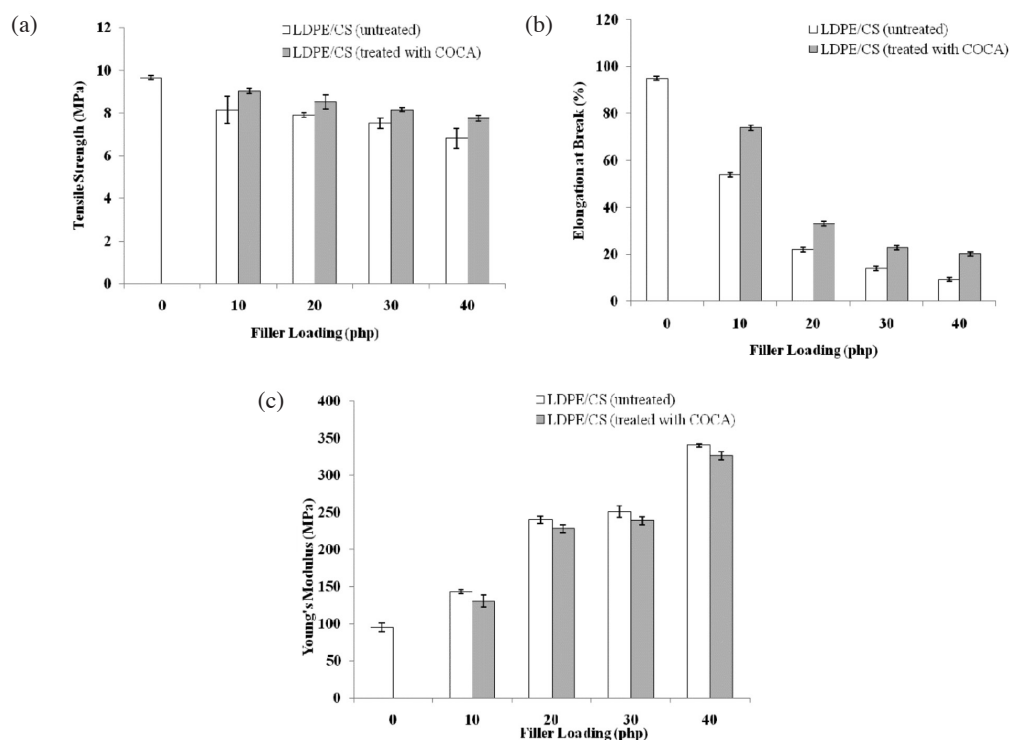 (a)
LDPE/CS (untreated)
LDPE/CS (treated with COCA)
Tensile Strength (MPa)
12
10
8
6
4
2
0
0 10 20 30 40
Filler Loading (php)
(b)
LDPE/CS (untreated)
LDPE/CS (treated with COCA)
Elongation at Break (%)
120
100
80
60
40
20
0
0 10 20 30 40
Filler Loading (php)
(c)
LDPE/CS (untreated)
LDPE/CS (treated with COCA)
Young's Modulus (MPa)
400
350
300
250
200
150
100
50
0
0 10 20 30 40
Filler Loading (php)